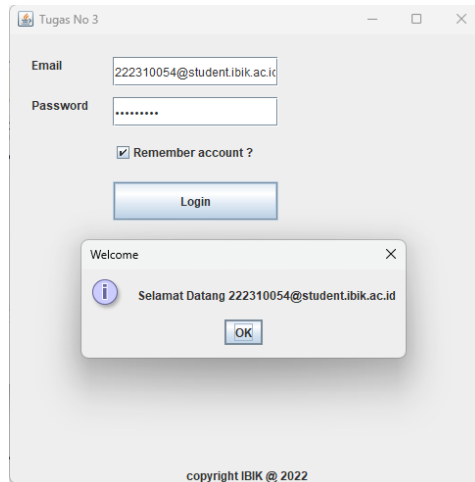 Tugas No 3
Email
222310054@student.ibik.ac.id
Password
•••••••••
Remember account ?
Login
Welcome
Selamat Datang 222310054@student.ibik.ac.id
OK
copyright IBIK @ 2022